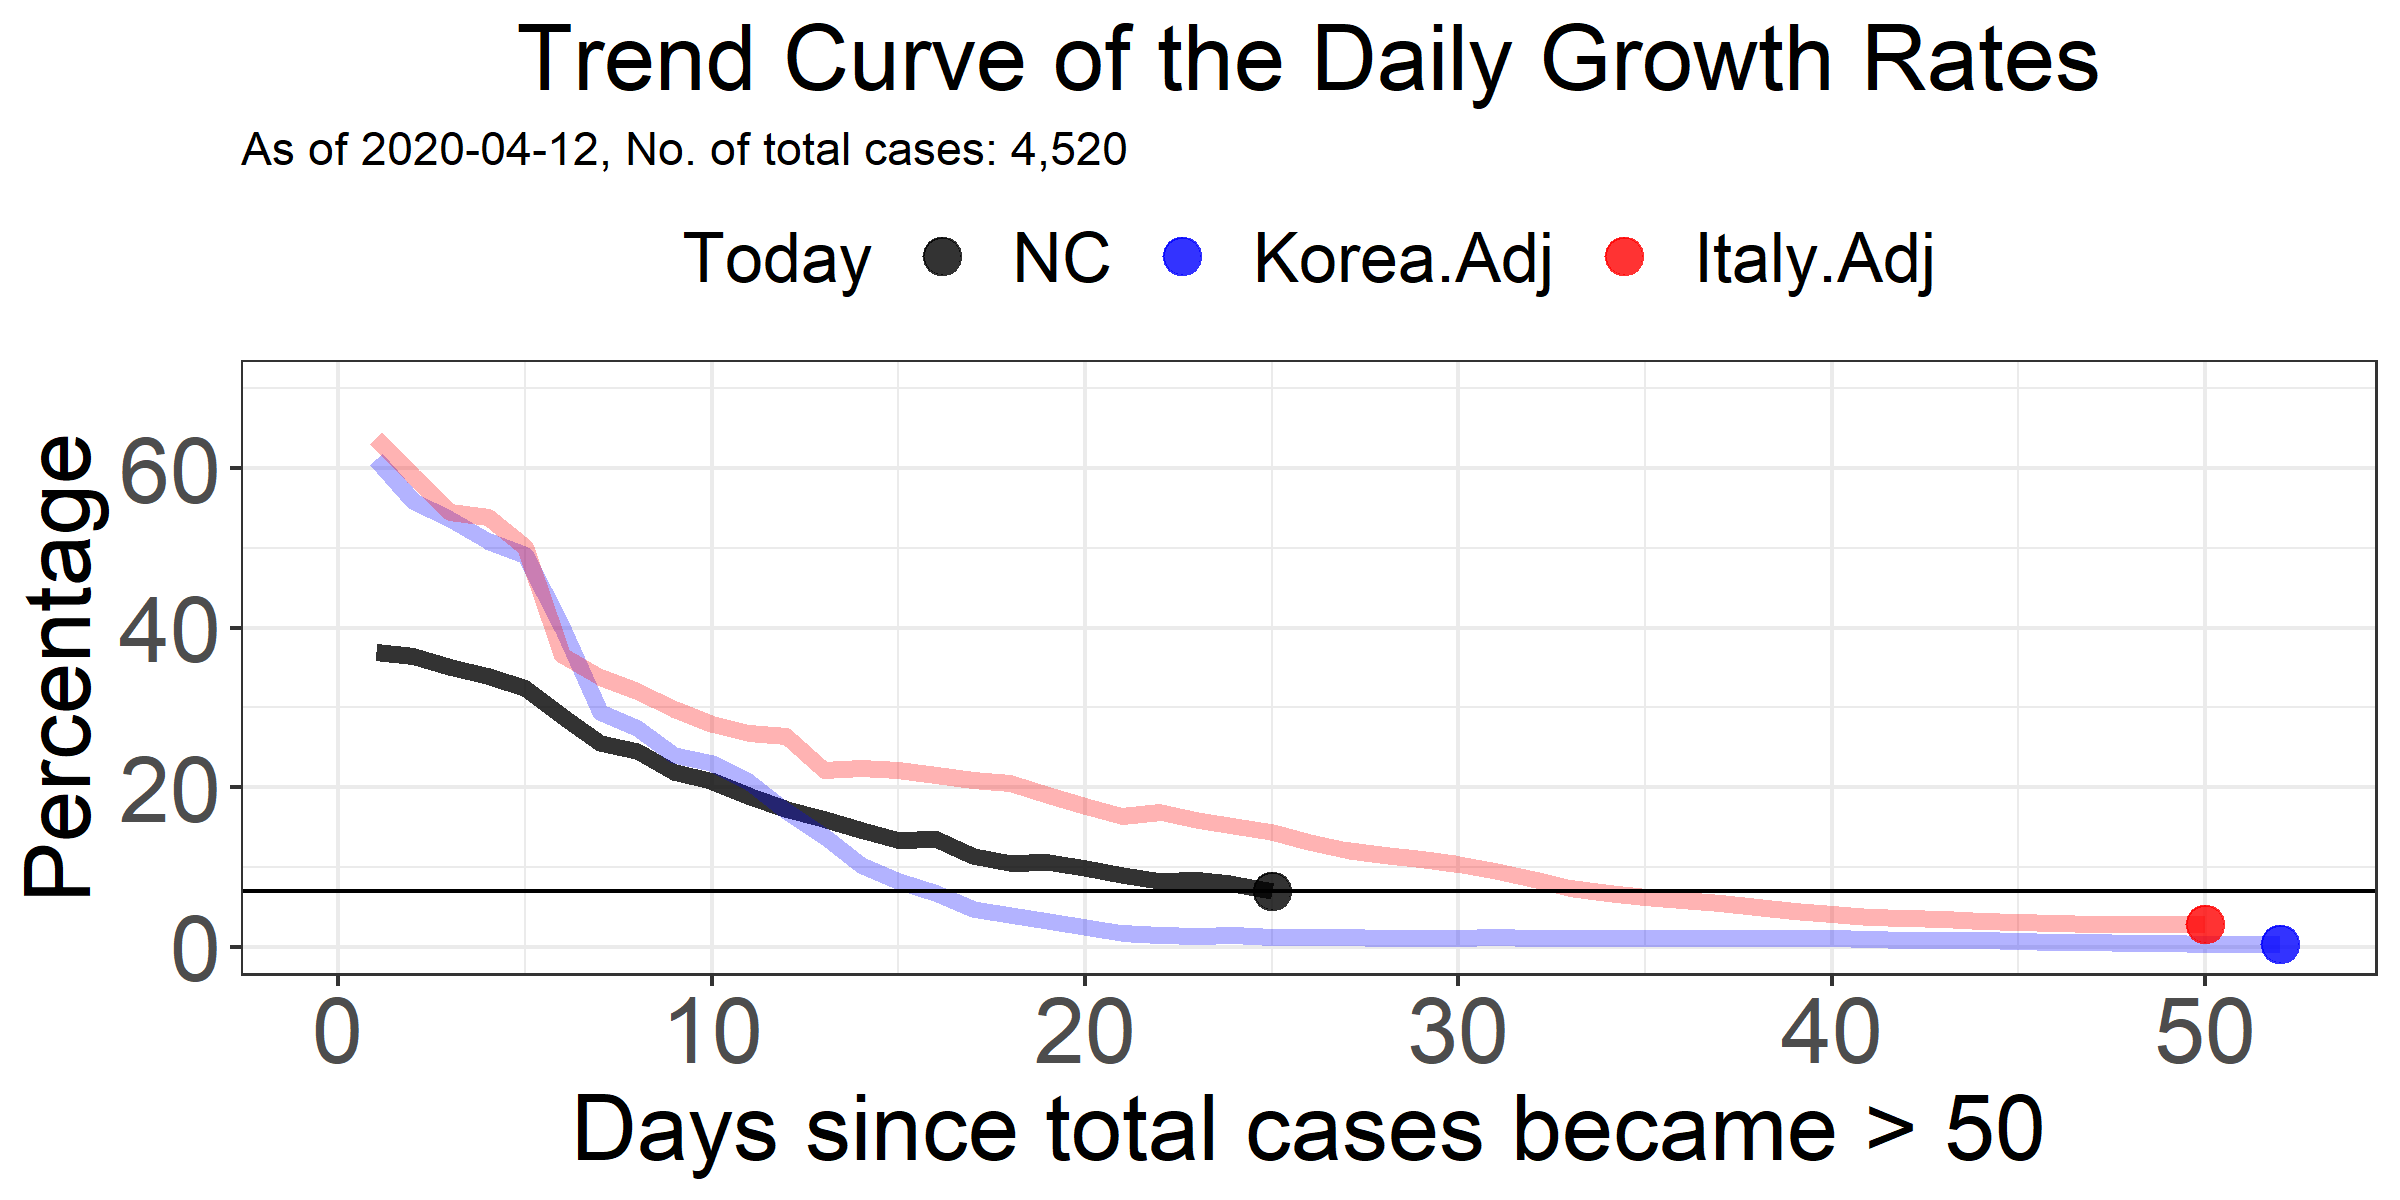 Trend Curve of the Daily Growth Rates
As of 2020-04-12, No. of total cases: 4,520
Today NC Korea.Adj Italy.Adj
Percentage
60
40
20
0
0 10 20 30 40 50
Days since total cases became > 50